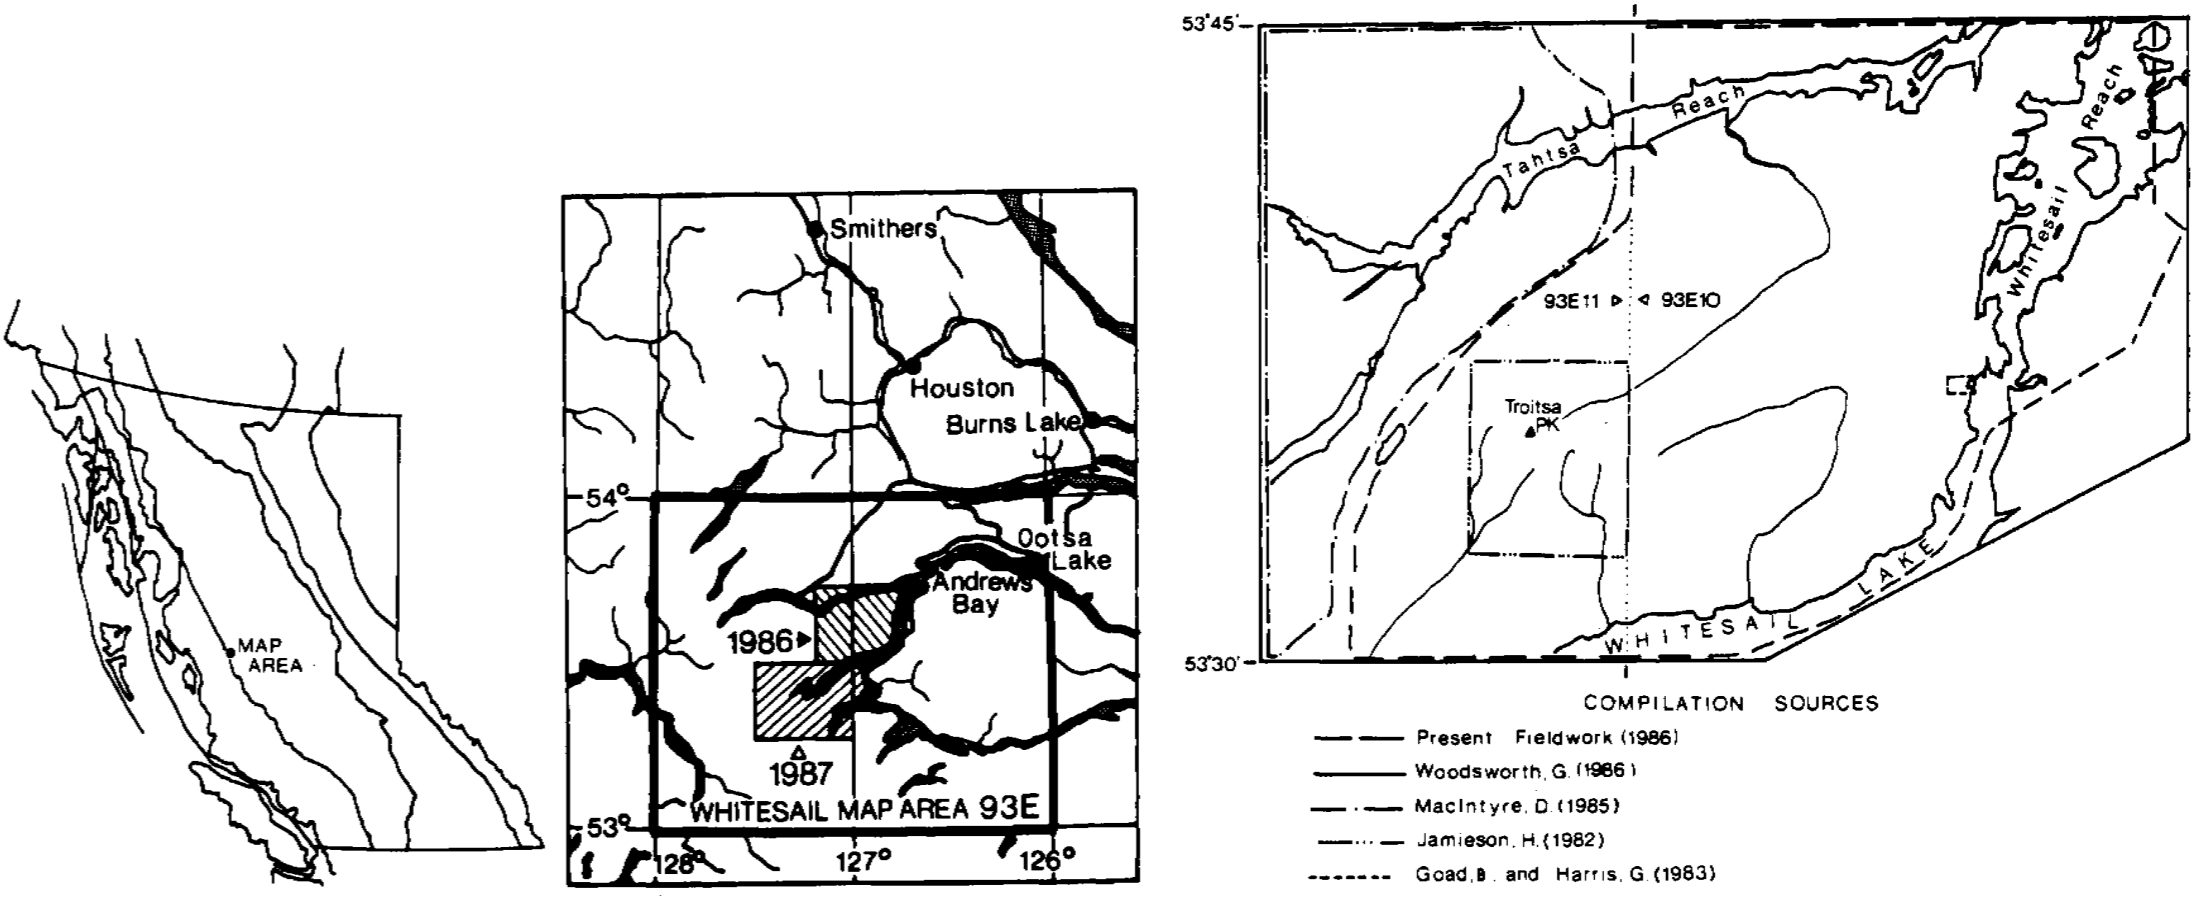 MAP
AREA
Smithers
Houston
Burns Lake
54°
Ootsa
Lake
Andrews
Bay
1986
1987
WHITESAIL MAP AREA 93E
53°
128°
127°
126°
53°45'
Tahtsa
Reach
Whitesail
Reach
93E11
93E10
Troitsa
PK
WHITESAIL
LAKE
53°30'
COMPILATION SOURCES
Present Fieldwork (1986)
Woodsworth, G. (1986)
MacIntyre, D. (1985)
Jamieson, H. (1982)
Goad, B. and Harris, G. (1983)